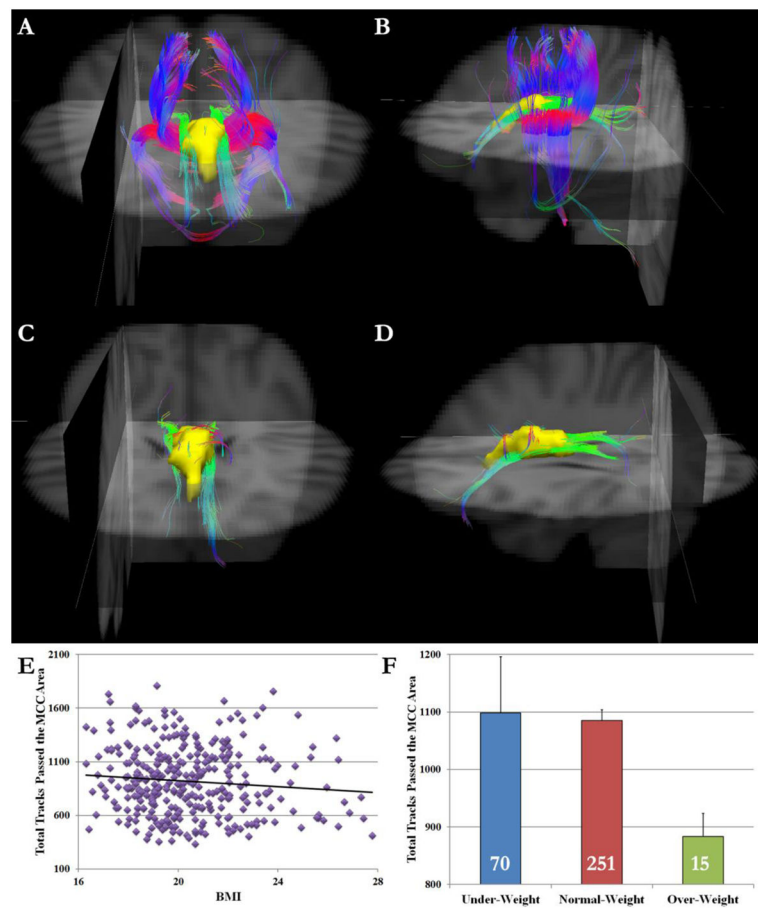 A
B
C
D
E
Total Tracks Passed the MCC Area
2100
1600
1100
600
100
16
20
24
28
BMI
F
Total Tracks Passed the MCC Area
1200
1100
1000
900
800
70
251
15
Under-Weight
Normal-Weight
Over-Weight